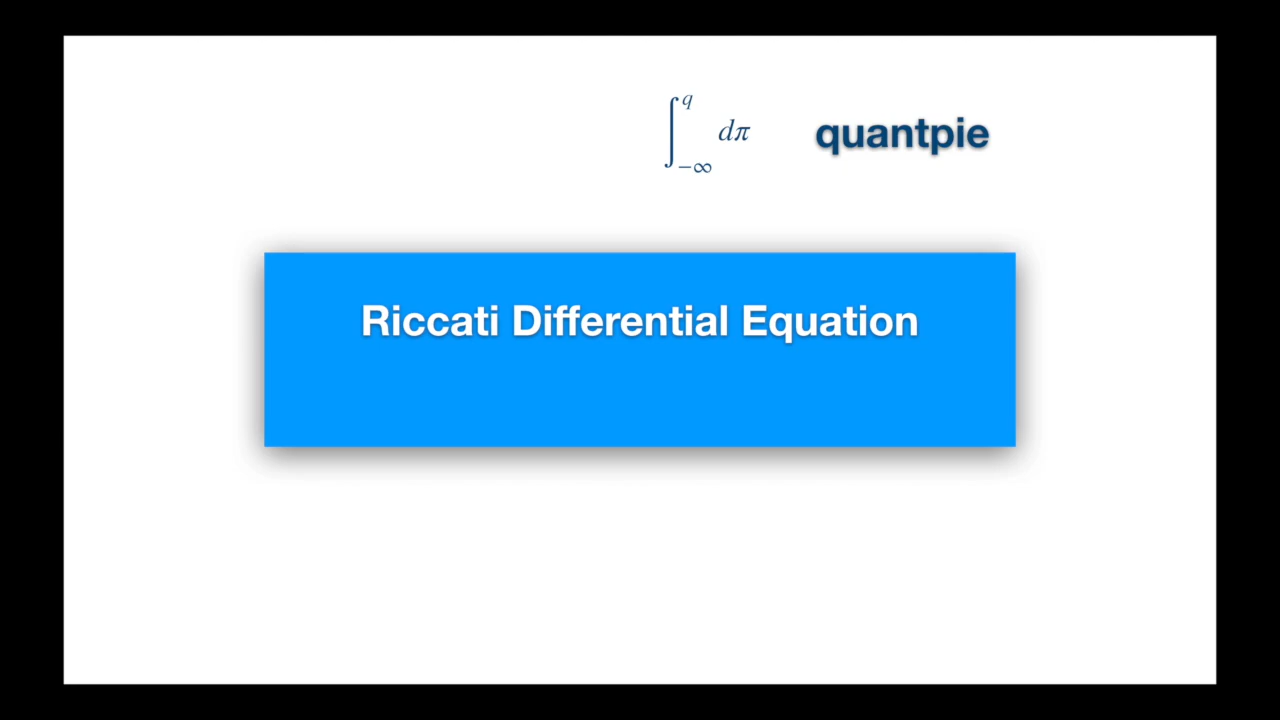 ∫_{-∞}^{q} dπ quantpie
Riccati Differential Equation